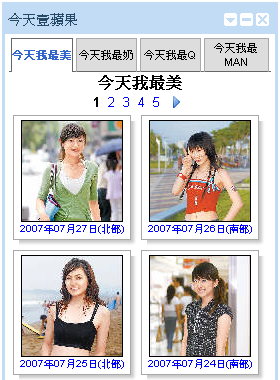 今天壹蘋果
今天我最美 今天我最奶 今天我最Q 今天我最
MAN
今天我最美
1 2 3 4 5
2007年07月27日(北部) 2007年07月26日(南部)
2007年07月25日(北部) 2007年07月24日(南部)